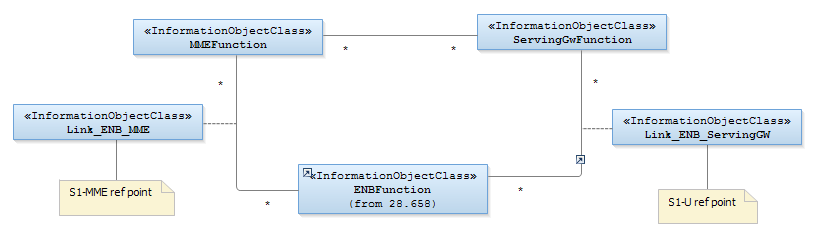 «InformationObjectClass»
MMEFunction
«InformationObjectClass»
ServingGwFunction
*
*
*
*
«InformationObjectClass»
Link_ENB_MME
«InformationObjectClass»
Link_ENB_ServingGW
«InformationObjectClass»
ENBFunction
(from 28.658)
*
*
S1-MME ref point
S1-U ref point